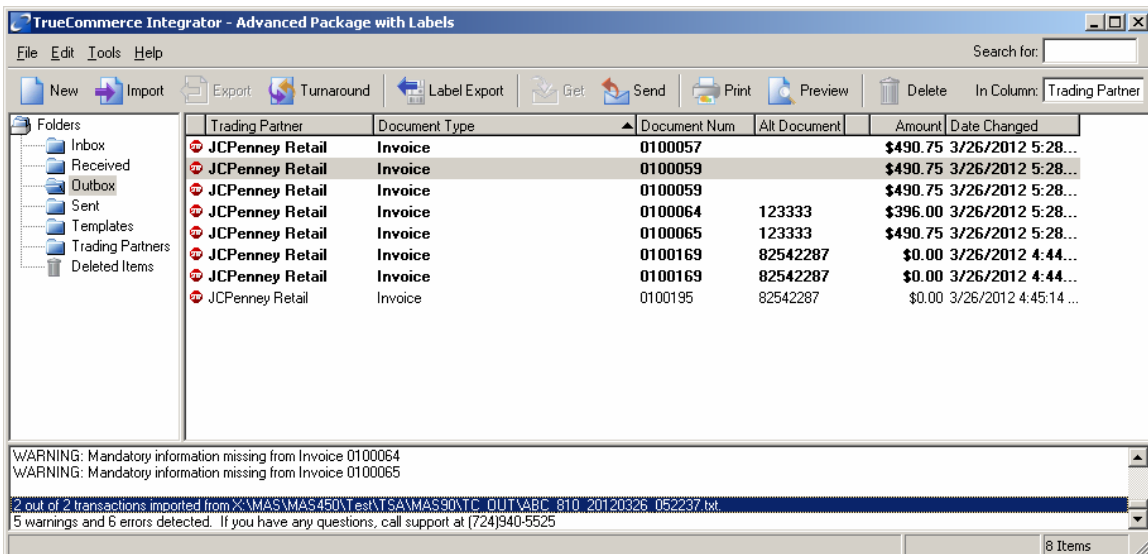 TrueCommerce Integrator - Advanced Package with Labels
File Edit Tools Help Search for:
New Import Export Turnaround Label Export Get Send Print Preview Delete In Column: Trading Partner
Folders
Inbox
Received
Outbox
Sent
Templates
Trading Partners
Deleted Items
Trading Partner Document Type Document Num Alt Document Amount Date Changed
JCPenney Retail Invoice 0100057 $490.75 3/26/2012 5:28...
JCPenney Retail Invoice 0100059 $490.75 3/26/2012 5:28...
JCPenney Retail Invoice 0100059 $490.75 3/26/2012 5:28...
JCPenney Retail Invoice 0100064 123333 $396.00 3/26/2012 5:28...
JCPenney Retail Invoice 0100065 123333 $490.75 3/26/2012 5:28...
JCPenney Retail Invoice 0100169 82542287 $0.00 3/26/2012 4:44...
JCPenney Retail Invoice 0100169 82542287 $0.00 3/26/2012 4:44...
JCPenney Retail Invoice 0100195 82542287 $0.00 3/26/2012 4:45:14 ...
WARNING: Mandatory information missing from Invoice 0100064
WARNING: Mandatory information missing from Invoice 0100065
2 out of 2 transactions imported from X:\MAS\MAS450\Test\TSA\MAS90\TC_OUT\ABC_810_20120326_052237.txt.
5 warnings and 6 errors detected. If you have any questions, call support at (724)940-5525
8 Items